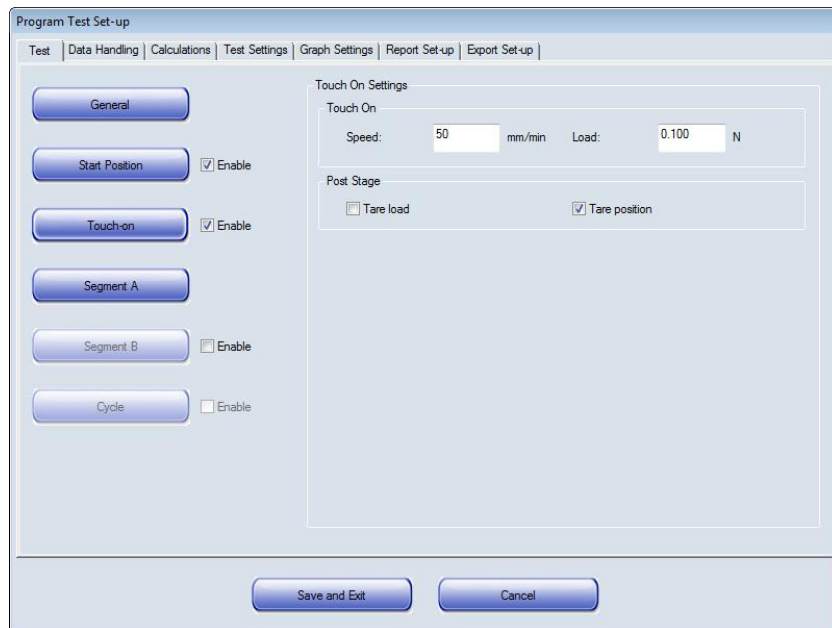 Program Test Set-up
Test Data Handling Calculations Test Settings Graph Settings Report Set-up Export Set-up
General
Start Position Enable
Touch-on Enable
Segment A
Segment B Enable
Cycle Enable
Touch On Settings
Touch On
Speed: 50 mm/min Load: 0.100 N
Post Stage
Tare load Tare position
Save and Exit Cancel